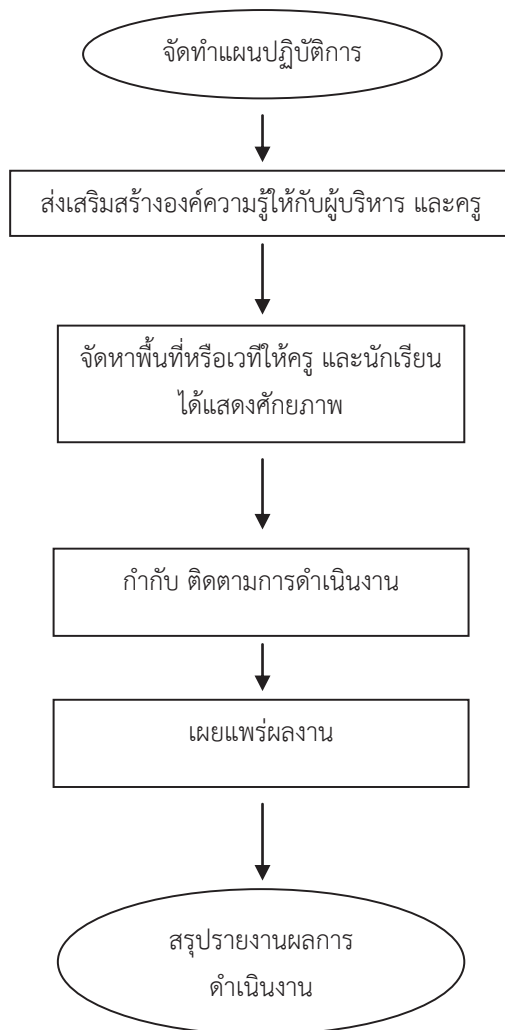 จัดทำแผนปฏิบัติการ
ส่งเสริมสร้างองค์ความรู้ให้กับผู้บริหาร และครู
จัดหาพื้นที่หรือเวทีให้ครู และนักเรียน
ได้แสดงศักยภาพ
กำกับ ติดตามการดำเนินงาน
เผยแพร่ผลงาน
สรุปรายงานผลการ
ดำเนินงาน